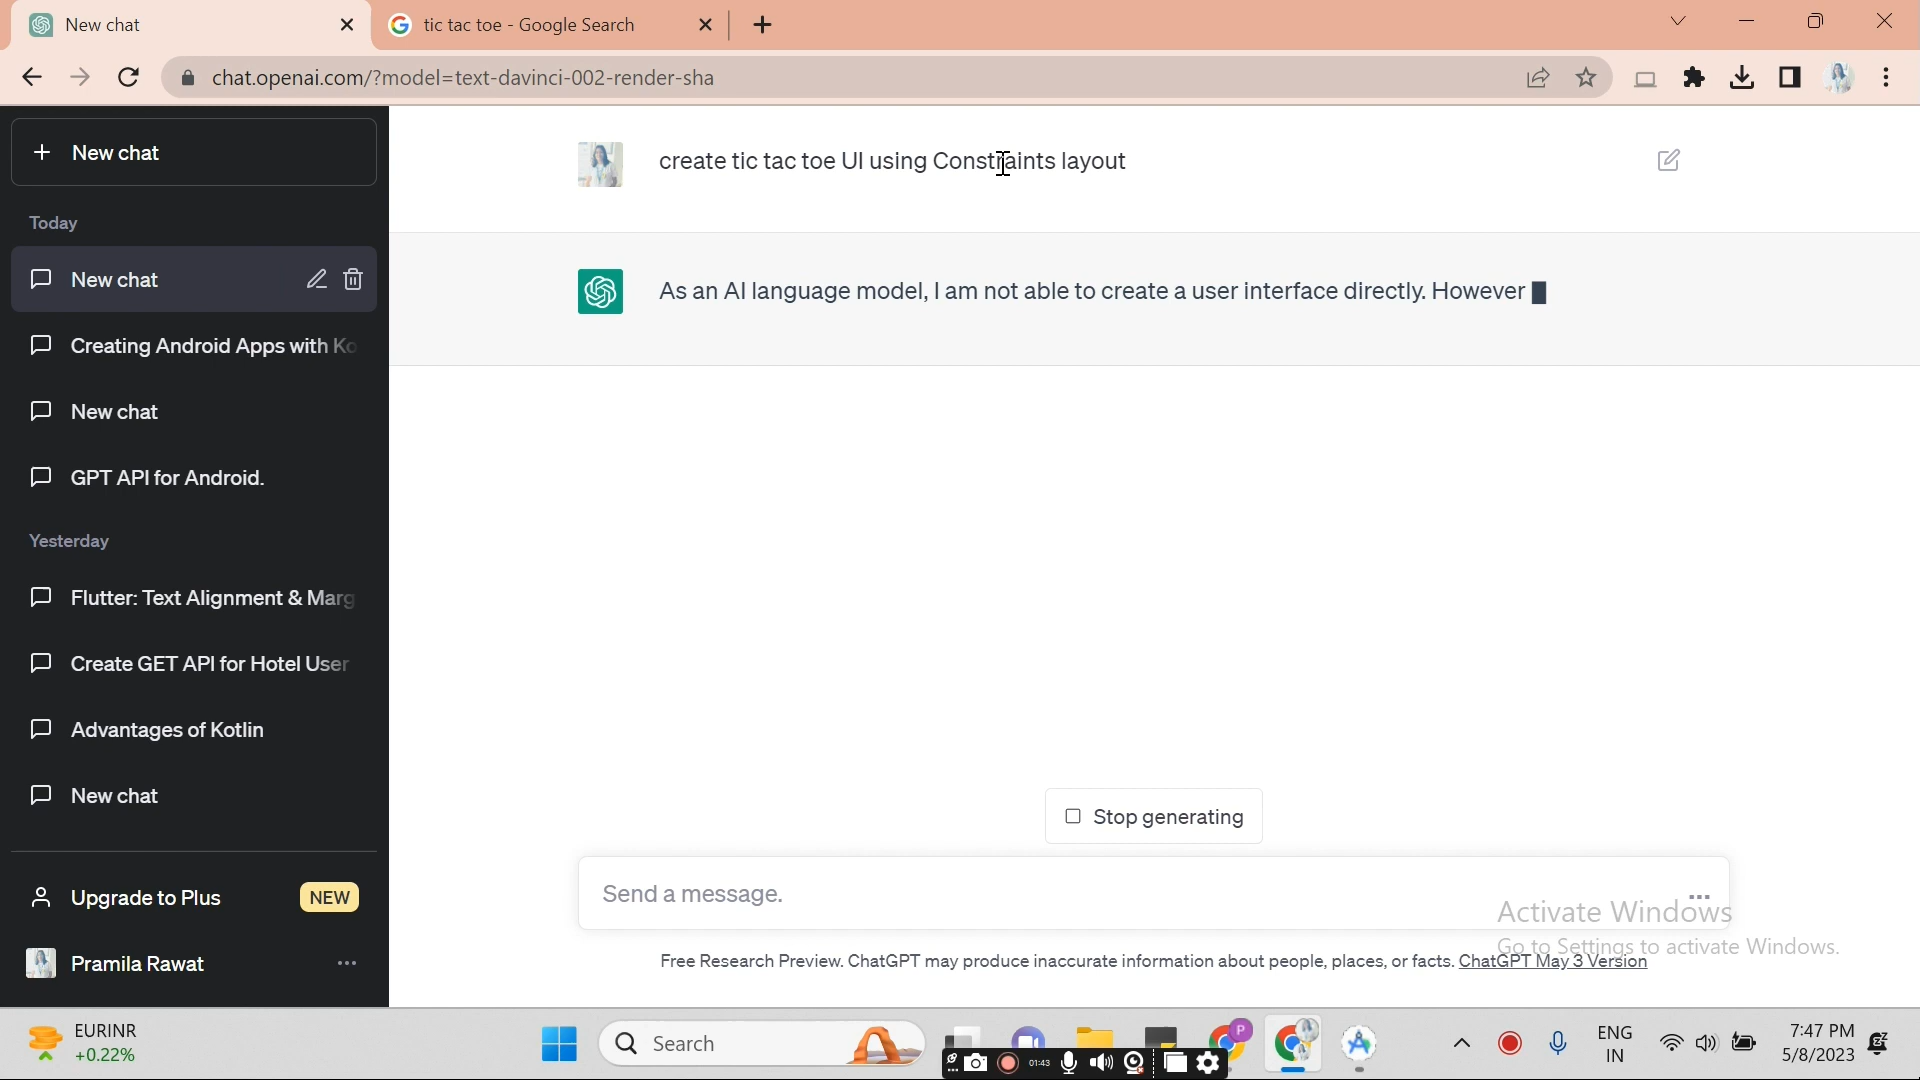 New chat
tic tac toe - Google Search
chat.openai.com/?model=text-davinci-002-render-sha
New chat
Today
New chat
Creating Android Apps with Ko
New chat
GPT API for Android.
Yesterday
Flutter: Text Alignment & Marg
Create GET API for Hotel User
Advantages of Kotlin
New chat
Upgrade to Plus
NEW
Pramila Rawat
create tic tac toe UI using Constraints layout
As an AI language model, I am not able to create a user interface directly. However
Stop generating
Send a message.
Activate Windows
Go to Settings to activate Windows.
Free Research Preview. ChatGPT may produce inaccurate information about people, places, or facts. ChatGPT May 3 Version
EURINR
+0.22%
Search
P
01:43
ENG
IN
7:47 PM
5/8/2023